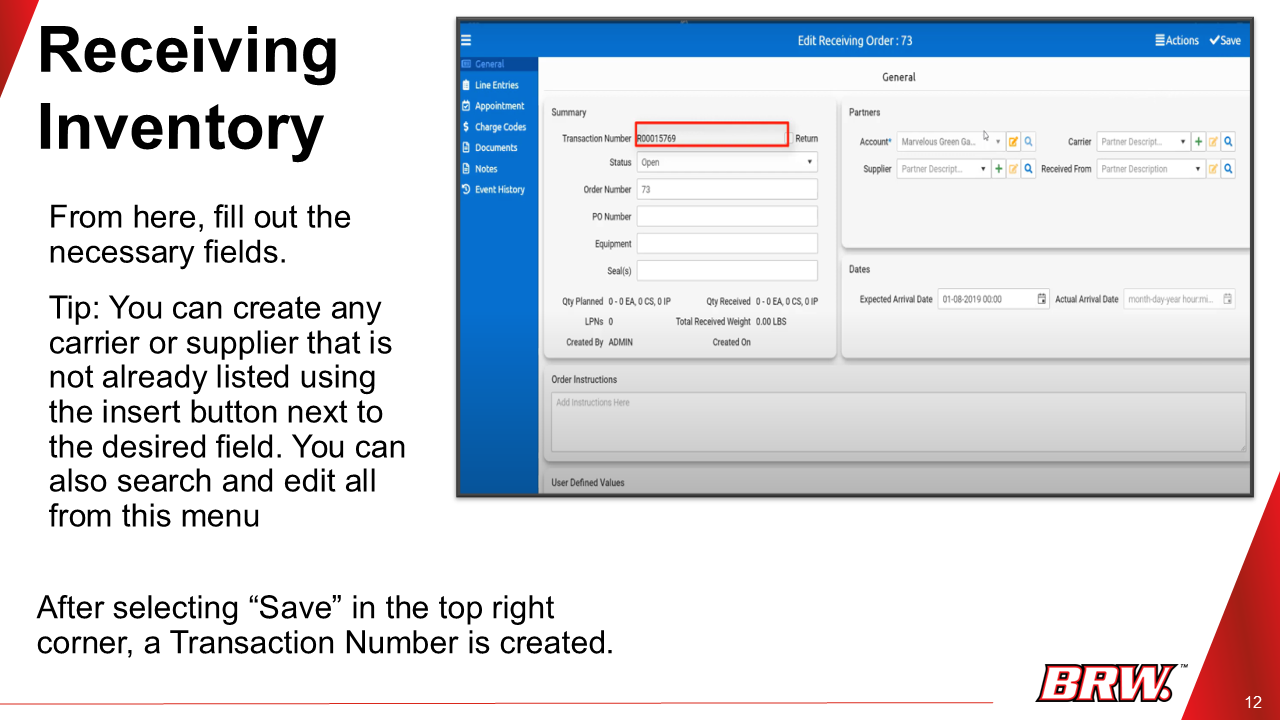 Receiving
Inventory
From here, fill out the
necessary fields.
Tip: You can create any
carrier or supplier that is
not already listed using
the insert button next to
the desired field. You can
also search and edit all
from this menu
After selecting “Save” in the top right
corner, a Transaction Number is created.
Edit Receiving Order : 73
Actions Save
General
Line Entries
Appointment
Charge Codes
Documents
Notes
Event History
General
Summary
Transaction Number R00015769 Return
Status Open
Order Number 73
PO Number
Equipment
Seal(s)
Qty Planned 0 - 0 EA, 0 CS, 0 IP Qty Received 0 - 0 EA, 0 CS, 0 IP
LPNs 0 Total Received Weight 0.00 LBS
Created By ADMIN Created On
Partners
Account* Marvelous Green Ga... Carrier Partner Descript...
Supplier Partner Descript... Received From Partner Description
Dates
Expected Arrival Date 01-08-2019 00:00 Actual Arrival Date month-day-year hour:mi...
Order Instructions
Add Instructions Here
User Defined Values
BRW.™
12